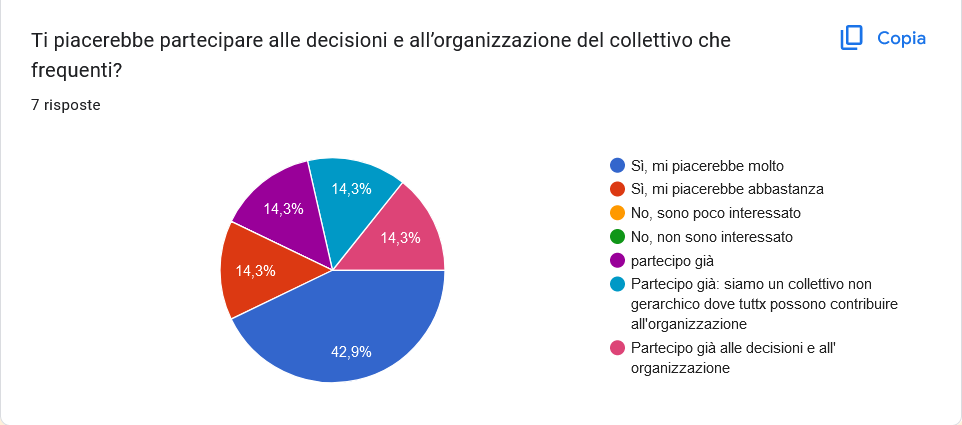 Ti piacerebbe partecipare alle decisioni e all’organizzazione del collettivo che
frequenti?
Copia
7 risposte
14,3%
14,3%
14,3%
14,3%
42,9%
Sì, mi piacerebbe molto
Sì, mi piacerebbe abbastanza
No, sono poco interessato
No, non sono interessato
partecipo già
Partecipo già: siamo un collettivo non
gerarchico dove tuttx possono contribuire
all'organizzazione
Partecipo già alle decisioni e all'
organizzazione